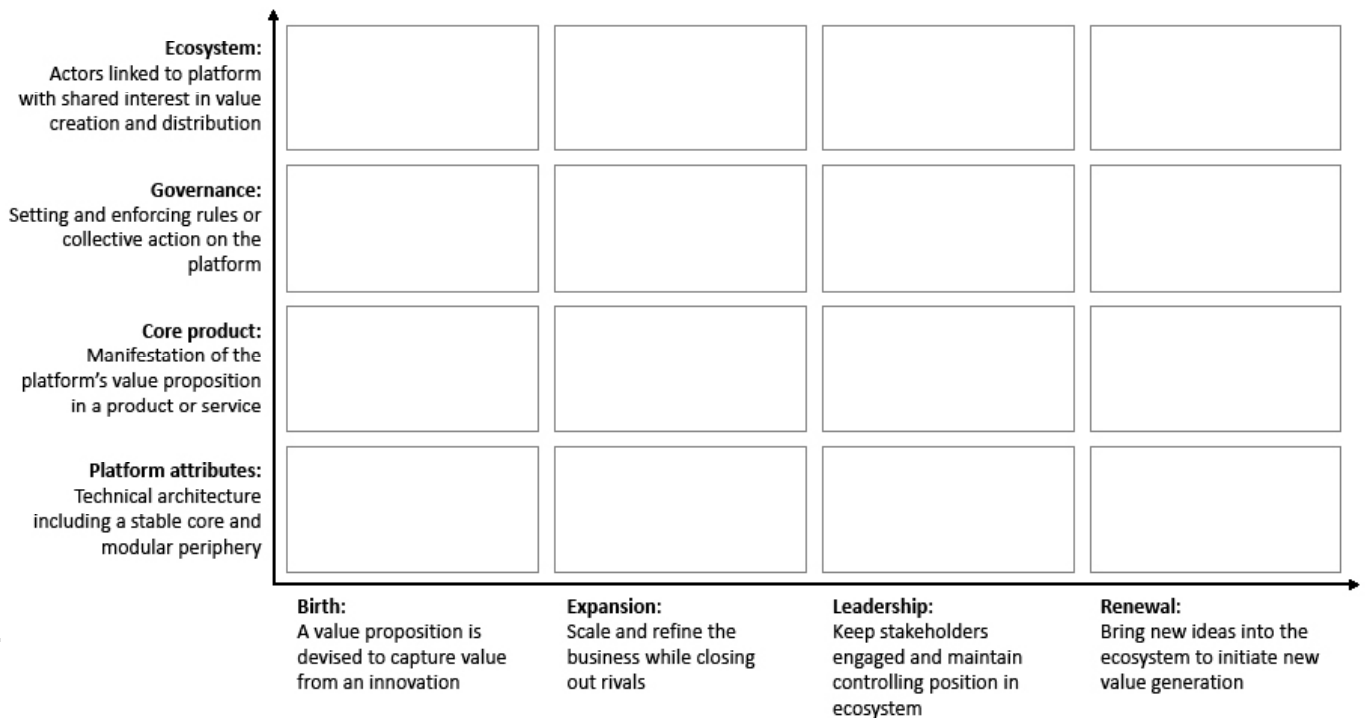 Ecosystem:
Actors linked to platform
with shared interest in value
creation and distribution
Governance:
Setting and enforcing rules or
collective action on the
platform
Core product:
Manifestation of the
platform's value proposition
in a product or service
Platform attributes:
Technical architecture
including a stable core and
modular periphery
Birth:
A value proposition is
devised to capture value
from an innovation
Expansion:
Scale and refine the
business while closing
out rivals
Leadership:
Keep stakeholders
engaged and maintain
controlling position in
ecosystem
Renewal:
Bring new ideas into the
ecosystem to initiate new
value generation